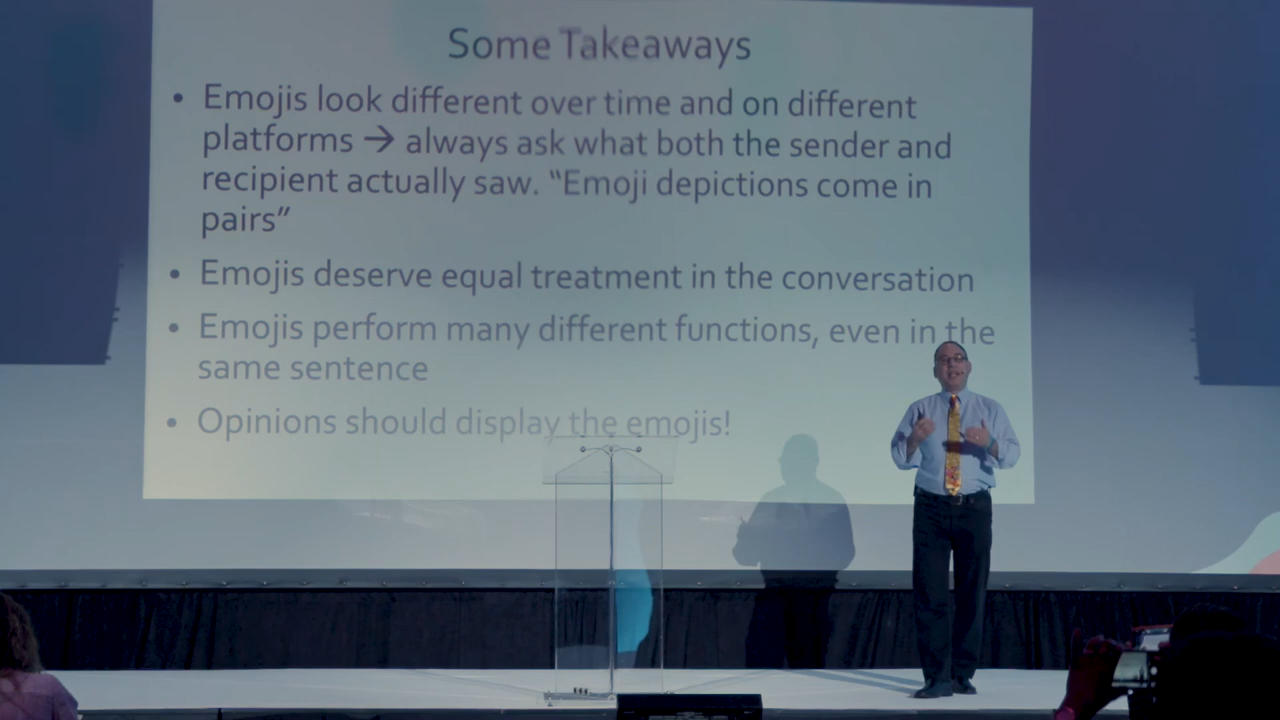 Some Takeaways
• Emojis look different over time and on different
platforms → always ask what both the sender and
recipient actually saw. “Emoji depictions come in
pairs”
• Emojis deserve equal treatment in the conversation
• Emojis perform many different functions, even in the
same sentence
• Opinions should display the emojis!